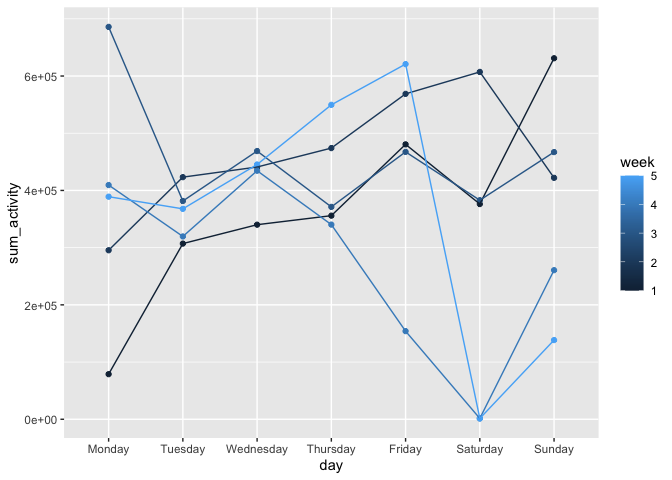 6e+05
4e+05
2e+05
0e+00
sum_activity
Monday Tuesday Wednesday Thursday Friday Saturday Sunday
day
week
5
4
3
2
1